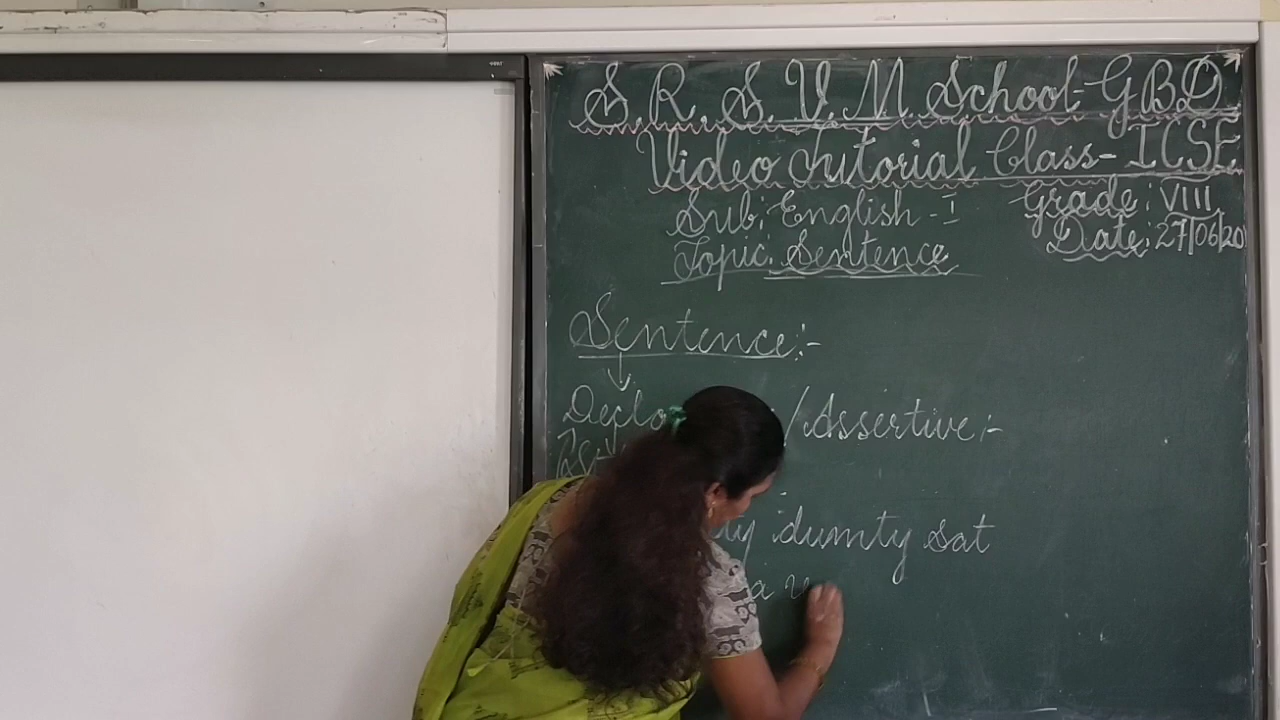 S.R.S.V.M. School-GBD
Video Tutorial Class-ICSE
Sub: English-I Grade: VIII
Topic: Sentence Date: 27/06/20
Sentence:-
/Assertive:-
dumty sat
a